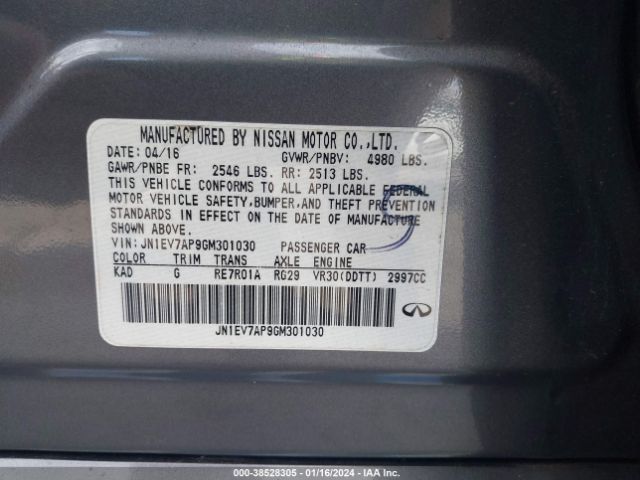 MANUFACTURED BY NISSAN MOTOR CO.,LTD.
DATE: 04/16 GVWR/PNBV: 4980 LBS.
GAWR/PNBE FR: 2546 LBS. RR: 2513 LBS.
THIS VEHICLE CONFORMS TO ALL APPLICABLE FEDERAL
MOTOR VEHICLE SAFETY, BUMPER, AND THEFT PREVENTION
STANDARDS IN EFFECT ON THE DATE OF MANUFACTURE
SHOWN ABOVE.
VIN: JN1EV7AP9GM301030 PASSENGER CAR
COLOR TRIM TRANS AXLE ENGINE
KAD G RE7R01A RG29 VR30(DDTT) 2997CC
JN1EV7AP9GM301030
000-38528305 - 01/16/2024 - IAA Inc.